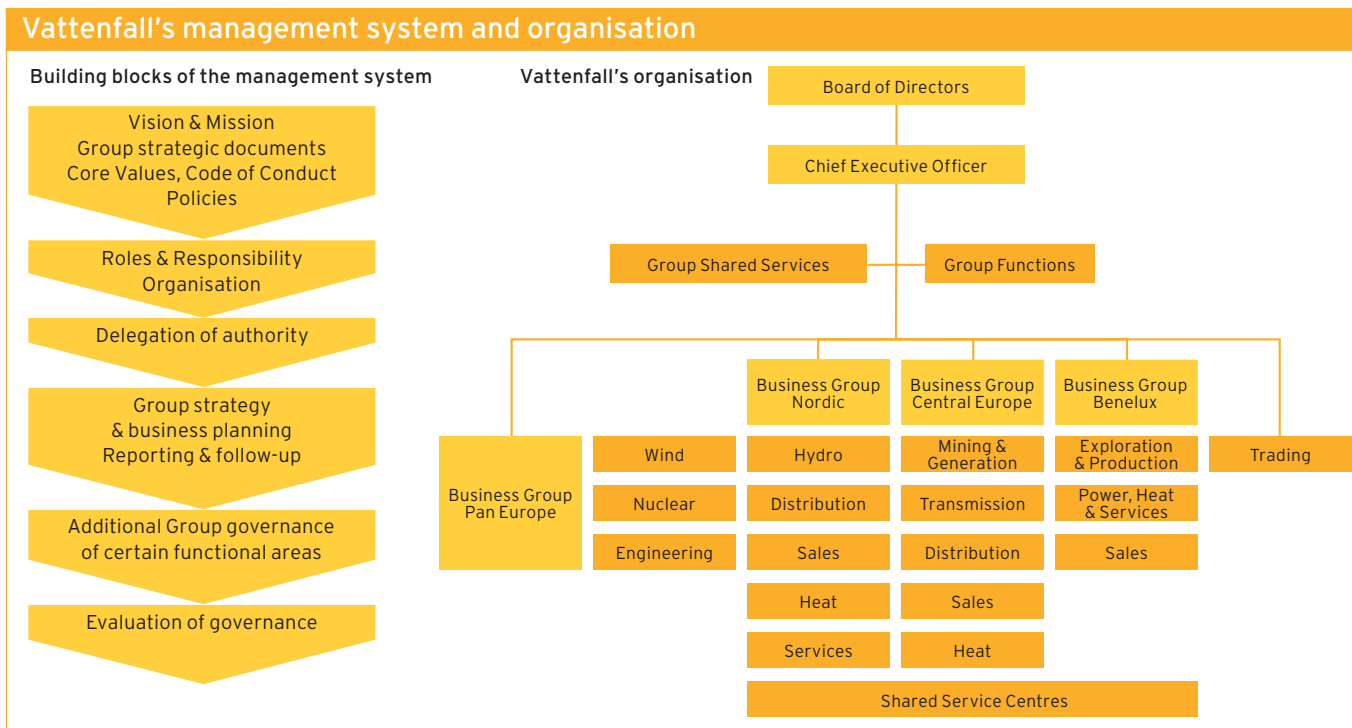 Vattenfall's management system and organisation
Building blocks of the management system
Vision & Mission
Group strategic documents
Core Values, Code of Conduct
Policies
Roles & Responsibility
Organisation
Delegation of authority
Group strategy
& business planning
Reporting & follow-up
Additional Group governance
of certain functional areas
Evaluation of governance
Vattenfall's organisation
Board of Directors
Chief Executive Officer
Group Shared Services
Group Functions
Business Group
Pan Europe
Wind
Nuclear
Engineering
Business Group
Nordic
Hydro
Distribution
Sales
Heat
Services
Business Group
Central Europe
Mining &
Generation
Transmission
Distribution
Sales
Heat
Business Group
Benelux
Exploration
& Production
Power, Heat
& Services
Sales
Trading
Shared Service Centres